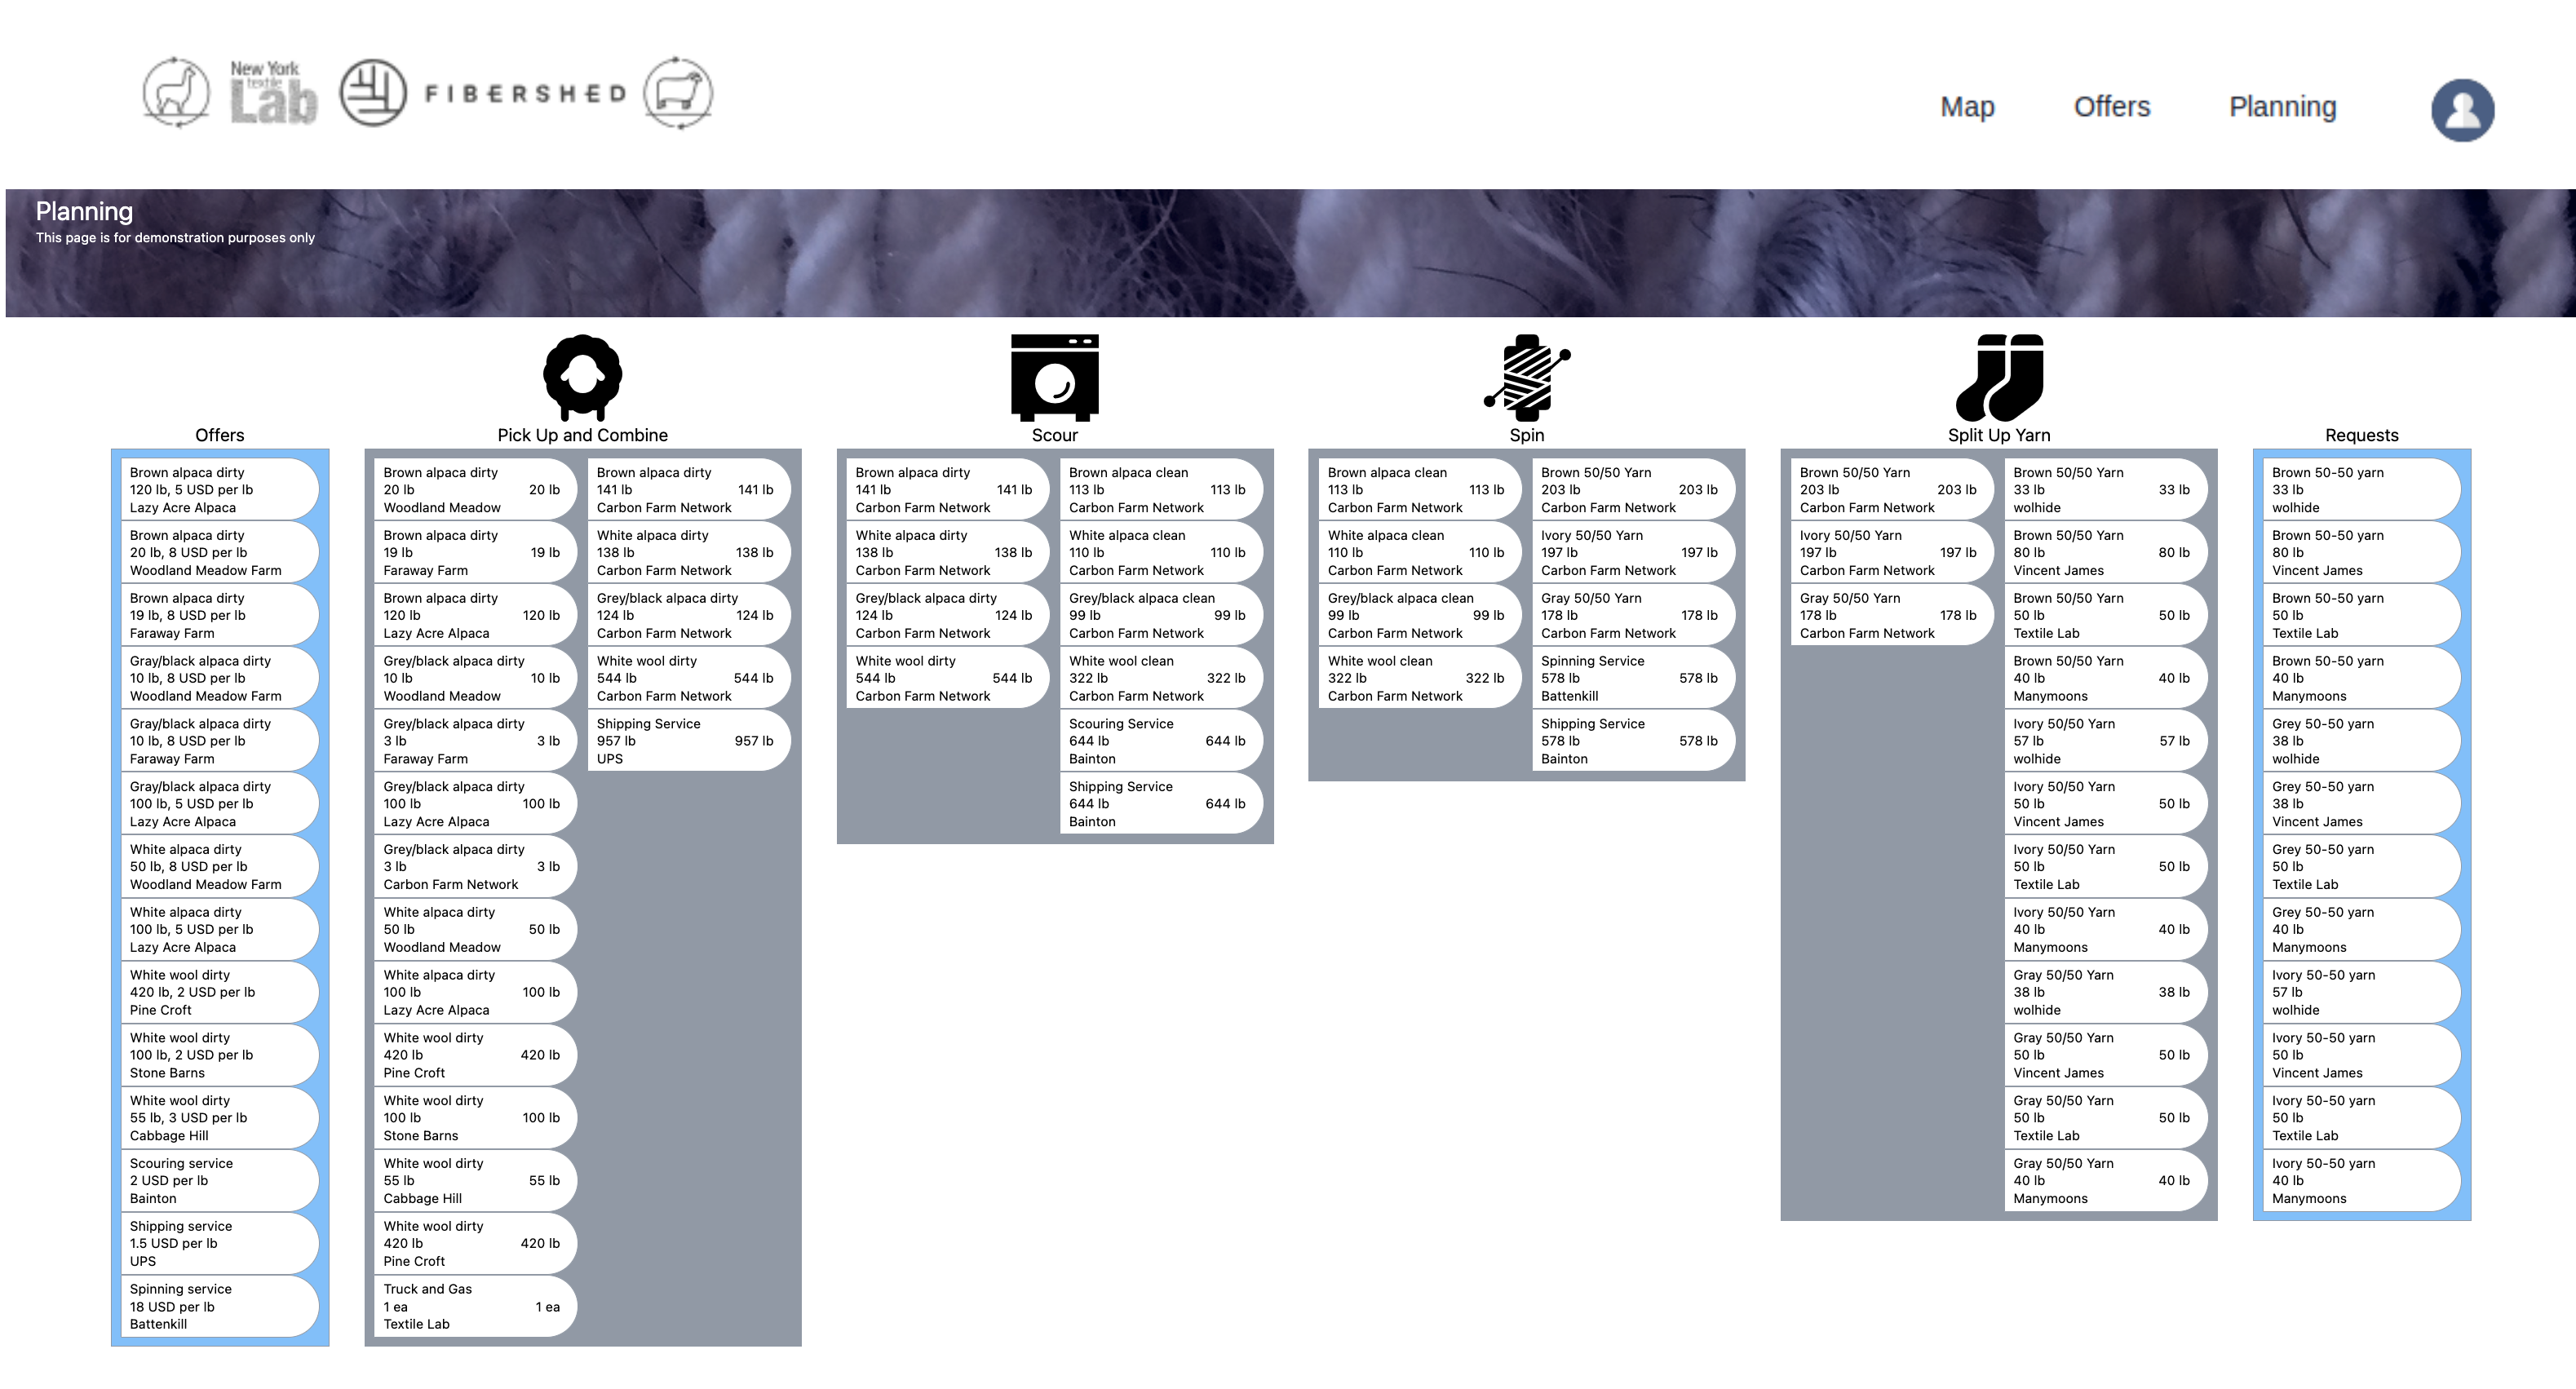 New York
textile
Lab
FIBERSHED
Map
Offers
Planning
Planning
This page is for demonstration purposes only
Offers
Brown alpaca dirty
120 lb, 5 USD per lb
Lazy Acre Alpaca
Brown alpaca dirty
20 lb, 8 USD per lb
Woodland Meadow Farm
Brown alpaca dirty
19 lb, 8 USD per lb
Faraway Farm
Gray/black alpaca dirty
10 lb, 8 USD per lb
Woodland Meadow Farm
Gray/black alpaca dirty
10 lb, 8 USD per lb
Faraway Farm
Gray/black alpaca dirty
100 lb, 5 USD per lb
Lazy Acre Alpaca
White alpaca dirty
50 lb, 8 USD per lb
Woodland Meadow Farm
White alpaca dirty
100 lb, 5 USD per lb
Lazy Acre Alpaca
White wool dirty
420 lb, 2 USD per lb
Pine Croft
White wool dirty
100 lb, 2 USD per lb
Stone Barns
White wool dirty
55 lb, 3 USD per lb
Cabbage Hill
Scouring service
2 USD per lb
Bainton
Shipping service
1.5 USD per lb
UPS
Spinning service
18 USD per lb
Battenkill
Pick Up and Combine
Brown alpaca dirty
20 lb 20 lb
Woodland Meadow
Brown alpaca dirty
19 lb 19 lb
Faraway Farm
Brown alpaca dirty
120 lb 120 lb
Lazy Acre Alpaca
Grey/black alpaca dirty
10 lb 10 lb
Woodland Meadow
Grey/black alpaca dirty
3 lb 3 lb
Faraway Farm
Grey/black alpaca dirty
100 lb 100 lb
Lazy Acre Alpaca
Grey/black alpaca dirty
3 lb 3 lb
Carbon Farm Network
White alpaca dirty
50 lb 50 lb
Woodland Meadow
White alpaca dirty
100 lb 100 lb
Lazy Acre Alpaca
White wool dirty
420 lb 420 lb
Pine Croft
White wool dirty
100 lb 100 lb
Stone Barns
White wool dirty
55 lb 55 lb
Cabbage Hill
White wool dirty
420 lb 420 lb
Pine Croft
Truck and Gas
1 ea 1 ea
Textile Lab
Brown alpaca dirty
141 lb 141 lb
Carbon Farm Network
White alpaca dirty
138 lb 138 lb
Carbon Farm Network
Grey/black alpaca dirty
124 lb 124 lb
Carbon Farm Network
White wool dirty
544 lb 544 lb
Carbon Farm Network
Shipping Service
957 lb 957 lb
UPS
Scour
Brown alpaca dirty
141 lb 141 lb
Carbon Farm Network
White alpaca dirty
138 lb 138 lb
Carbon Farm Network
Grey/black alpaca dirty
124 lb 124 lb
Carbon Farm Network
White wool dirty
544 lb 544 lb
Carbon Farm Network
Brown alpaca clean
113 lb 113 lb
Carbon Farm Network
White alpaca clean
110 lb 110 lb
Carbon Farm Network
Grey/black alpaca clean
99 lb 99 lb
Carbon Farm Network
White wool clean
322 lb 322 lb
Carbon Farm Network
Scouring Service
644 lb 644 lb
Bainton
Shipping Service
644 lb 644 lb
Bainton
Spin
Brown alpaca clean
113 lb 113 lb
Carbon Farm Network
White alpaca clean
110 lb 110 lb
Carbon Farm Network
Grey/black alpaca clean
99 lb 99 lb
Carbon Farm Network
White wool clean
322 lb 322 lb
Carbon Farm Network
Brown 50/50 Yarn
203 lb 203 lb
Carbon Farm Network
Ivory 50/50 Yarn
197 lb 197 lb
Carbon Farm Network
Gray 50/50 Yarn
178 lb 178 lb
Carbon Farm Network
Spinning Service
578 lb 578 lb
Battenkill
Shipping Service
578 lb 578 lb
Bainton
Split Up Yarn
Brown 50/50 Yarn
203 lb 203 lb
Carbon Farm Network
Ivory 50/50 Yarn
197 lb 197 lb
Carbon Farm Network
Gray 50/50 Yarn
178 lb 178 lb
Carbon Farm Network
Brown 50/50 Yarn
33 lb 33 lb
wolhide
Brown 50/50 Yarn
80 lb 80 lb
Vincent James
Brown 50/50 Yarn
50 lb 50 lb
Textile Lab
Brown 50/50 Yarn
40 lb 40 lb
Manymoons
Ivory 50/50 Yarn
57 lb 57 lb
wolhide
Ivory 50/50 Yarn
50 lb 50 lb
Vincent James
Ivory 50/50 Yarn
50 lb 50 lb
Textile Lab
Ivory 50/50 Yarn
40 lb 40 lb
Manymoons
Gray 50/50 Yarn
38 lb 38 lb
wolhide
Gray 50/50 Yarn
50 lb 50 lb
Vincent James
Gray 50/50 Yarn
50 lb 50 lb
Textile Lab
Gray 50/50 Yarn
40 lb 40 lb
Manymoons
Requests
Brown 50-50 yarn
33 lb
wolhide
Brown 50-50 yarn
80 lb
Vincent James
Brown 50-50 yarn
50 lb
Textile Lab
Brown 50-50 yarn
40 lb
Manymoons
Grey 50-50 yarn
38 lb
wolhide
Grey 50-50 yarn
38 lb
Vincent James
Grey 50-50 yarn
50 lb
Textile Lab
Grey 50-50 yarn
40 lb
Manymoons
Ivory 50-50 yarn
57 lb
wolhide
Ivory 50-50 yarn
50 lb
Vincent James
Ivory 50-50 yarn
50 lb
Textile Lab
Ivory 50-50 yarn
40 lb
Manymoons